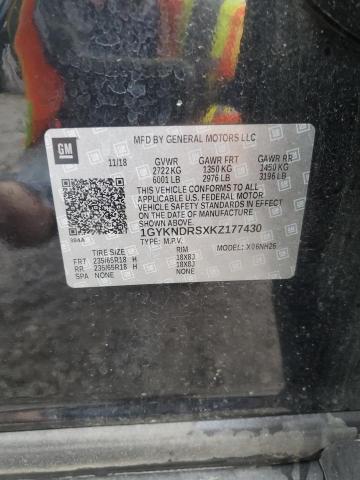 GM
MFD BY GENERAL MOTORS LLC
11/18 GVWR GAWR FRT GAWR RR
2722 KG 1350 KG 1450 KG
6001 LB 2976 LB 3196 LB
THIS VEHICLE CONFORMS TO ALL
APPLICABLE U.S. FEDERAL MOTOR
VEHICLE SAFETY STANDARDS IN
EFFECT ON THE DATE OF
MANUFACTURE SHOWN ABOVE.
1GYKNDRSXKZ177430
TYPE: M.P.V. MODEL: X06NH26
TIRE SIZE RIM
FRT 235/65R18 H 18X8J
RR 235/65R18 H 18X8J
SPA NONE NONE